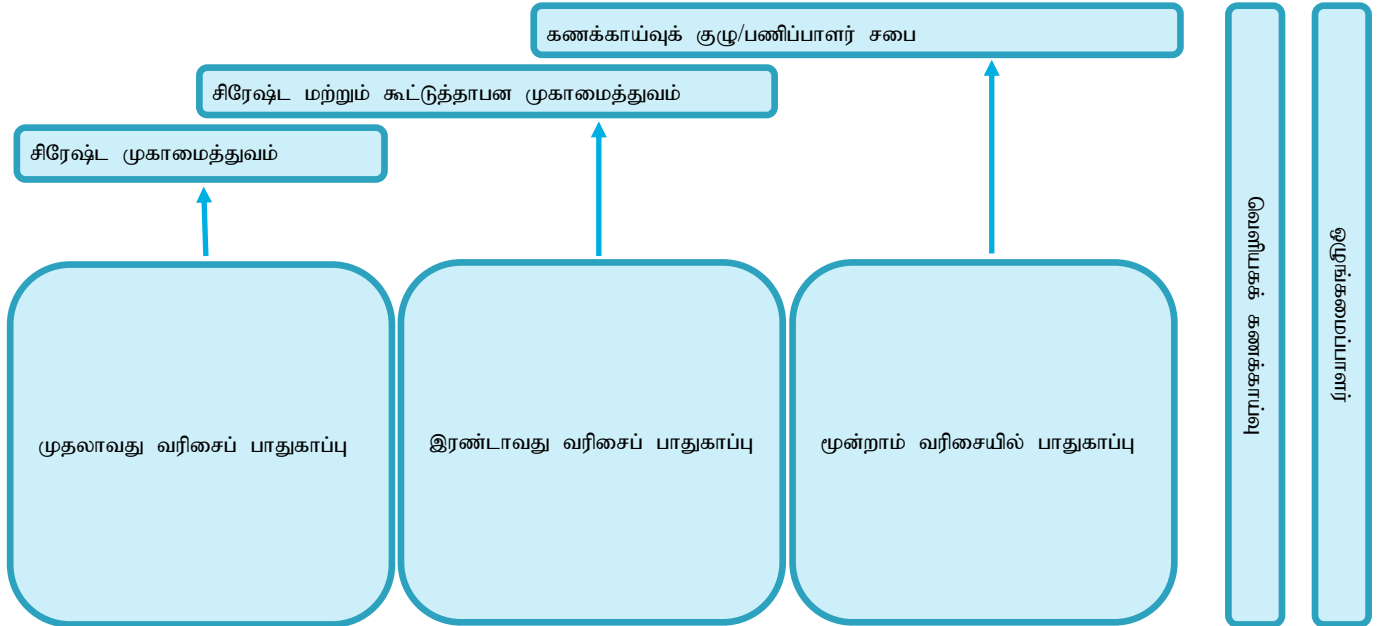 கணக்காய்வுக் குழு/பணிப்பாளர் சபை
சிரேஷ்ட மற்றும் கூட்டுத்தாபன முகாமைத்துவம்
சிரேஷ்ட முகாமைத்துவம்
முதலாவது வரிசைப் பாதுகாப்பு
இரண்டாவது வரிசைப் பாதுகாப்பு
மூன்றாம் வரிசையில் பாதுகாப்பு
வெளியகக் கணக்காய்வு
ஒழுங்கமைப்பாளர்